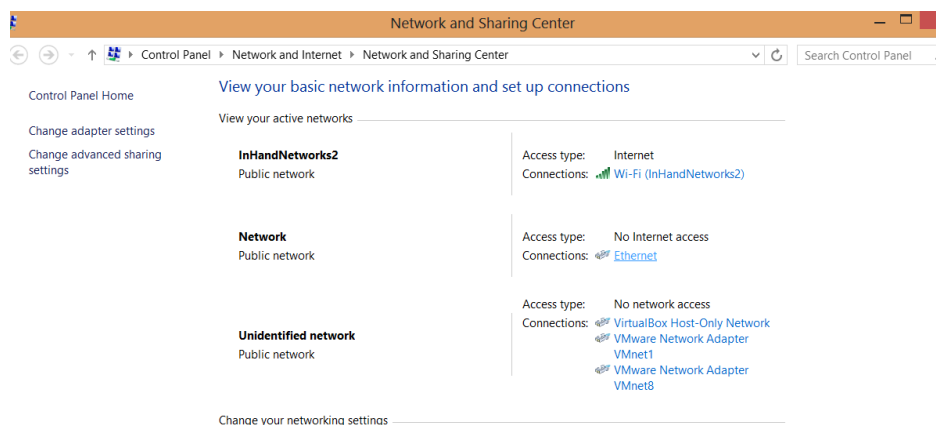 Network and Sharing Center
Control Panel Network and Internet Network and Sharing Center
Search Control Panel
Control Panel Home
Change adapter settings
Change advanced sharing
settings
View your basic network information and set up connections
View your active networks
InHandNetworks2
Public network
Access type: Internet
Connections: Wi-Fi (InHandNetworks2)
Network
Public network
Access type: No Internet access
Connections: Ethernet
Unidentified network
Public network
Access type: No network access
Connections: VirtualBox Host-Only Network
VMware Network Adapter
VMnet1
VMware Network Adapter
VMnet8
Change your networking settings